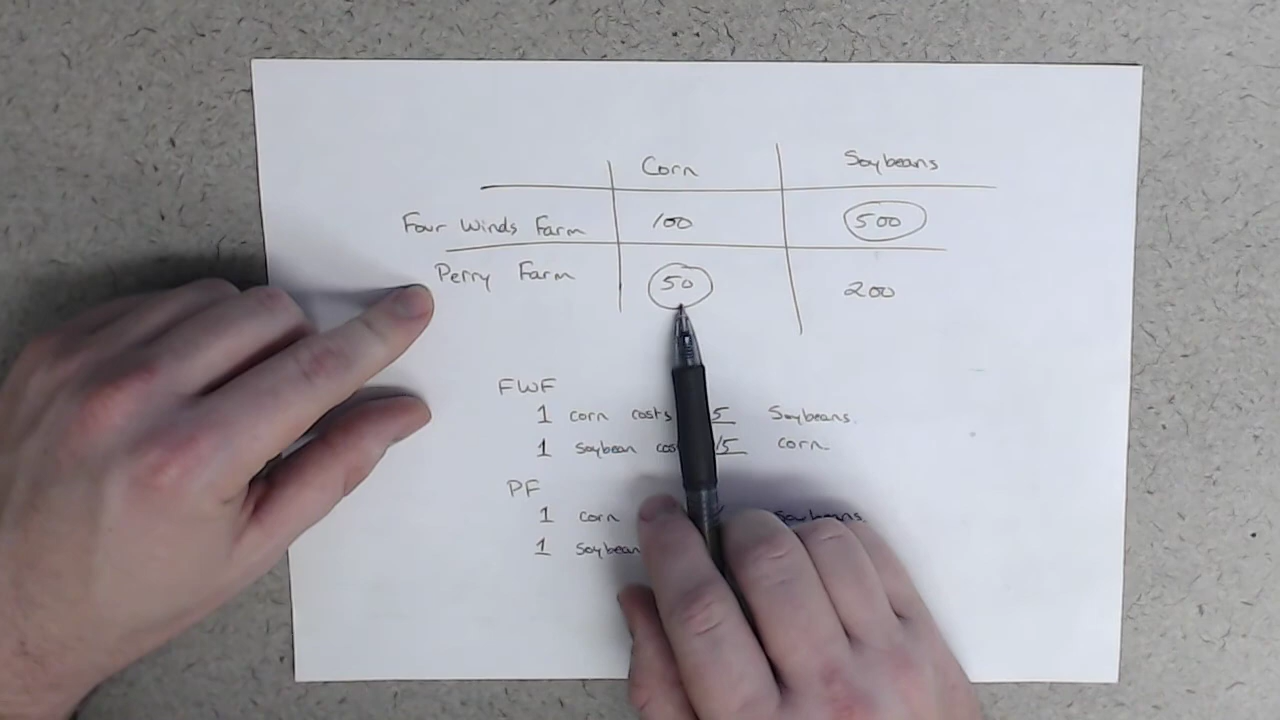 Corn Soybeans
Four Winds Farm 100 500
Perry Farm 50 200
FWF
1 corn costs 5 Soybeans.
1 Soybean 1/5 corn.
PF
1 corn Soybeans.
1 Soybean